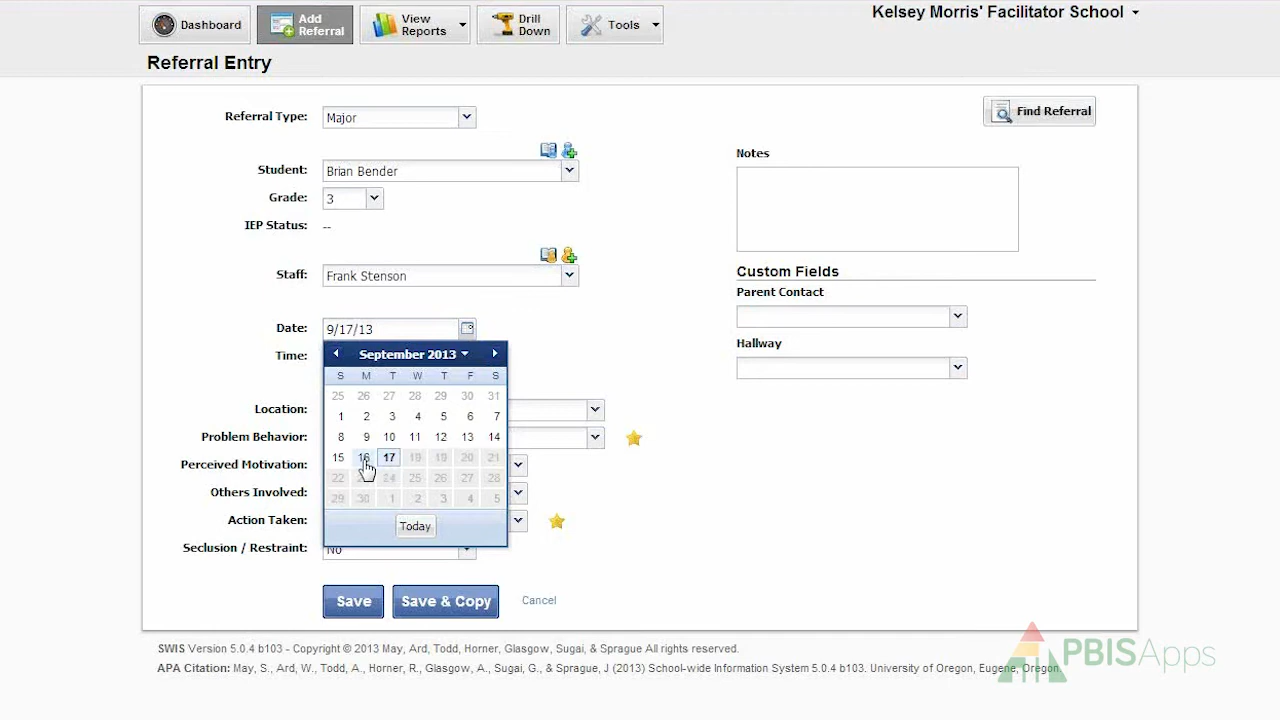 Dashboard
Add Referral
View Reports
Drill Down
Tools
Kelsey Morris' Facilitator School
Referral Entry
Referral Type: Major
Find Referral
Student: Brian Bender
Grade: 3
IEP Status: --
Staff: Frank Stenson
Date: 9/17/13
Time:
September 2013
S M T W T F S
25 26 27 28 29 30 31
1 2 3 4 5 6 7
8 9 10 11 12 13 14
15 16 17 18 19 20 21
22 24 25 26 27 28
29 30 1 2 3 4 5
Today
Location:
Problem Behavior:
Perceived Motivation:
Others Involved:
Action Taken:
Seclusion / Restraint: No
Save
Save & Copy
Cancel
Notes
Custom Fields
Parent Contact
Hallway
SWIS Version 5.0.4 b103 - Copyright © 2013 May, Ard, Todd, Horner, Glasgow, Sugai, & Sprague All rights reserved.
APA Citation: May, S., Ard, W., Todd, A., Horner, R., Glasgow, A., Sugai, G., & Sprague, J (2013) School-wide Information System 5.0.4 b103. University of Oregon, Eugene, Oregon.
PBISApps